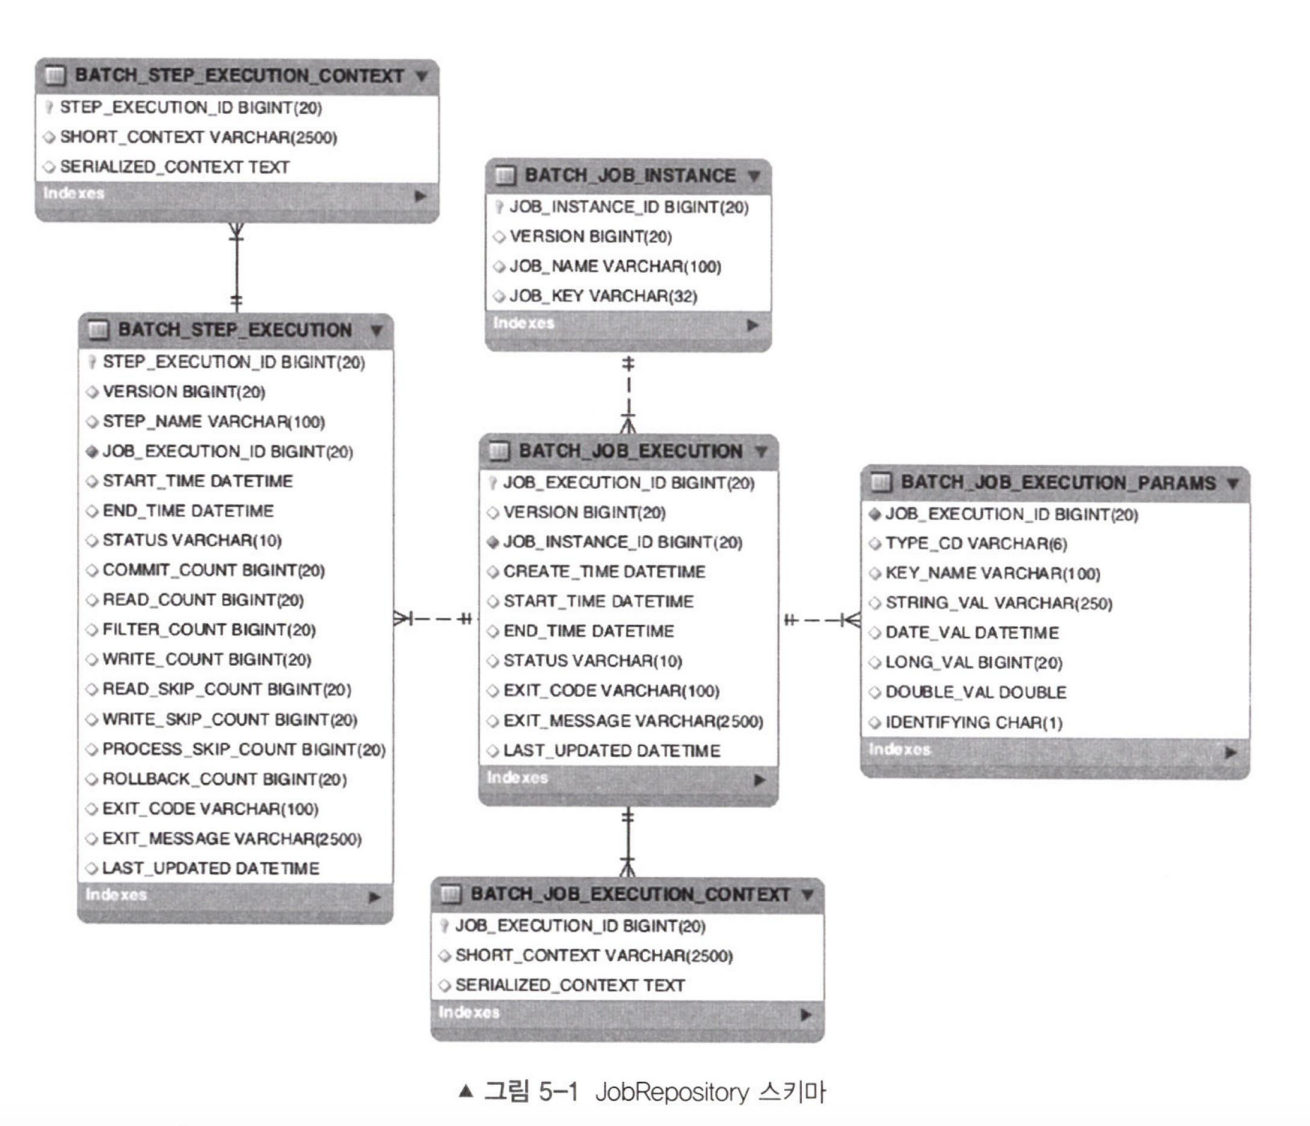 BATCH_STEP_EXECUTION_CONTEXT
STEP_EXECUTION_ID BIGINT(20)
SHORT_CONTEXT VARCHAR(2500)
SERIALIZED_CONTEXT TEXT
Indexes
BATCH_JOB_INSTANCE
JOB_INSTANCE_ID BIGINT(20)
VERSION BIGINT(20)
JOB_NAME VARCHAR(100)
JOB_KEY VARCHAR(32)
Indexes
BATCH_STEP_EXECUTION
STEP_EXECUTION_ID BIGINT(20)
VERSION BIGINT(20)
STEP_NAME VARCHAR(100)
JOB_EXECUTION_ID BIGINT(20)
START_TIME DATETIME
END_TIME DATETIME
STATUS VARCHAR(10)
COMMIT_COUNT BIGINT(20)
READ_COUNT BIGINT(20)
FILTER_COUNT BIGINT(20)
WRITE_COUNT BIGINT(20)
READ_SKIP_COUNT BIGINT(20)
WRITE_SKIP_COUNT BIGINT(20)
PROCESS_SKIP_COUNT BIGINT(20)
ROLLBACK_COUNT BIGINT(20)
EXIT_CODE VARCHAR(100)
EXIT_MESSAGE VARCHAR(2500)
LAST_UPDATED DATETIME
Indexes
BATCH_JOB_EXECUTION
JOB_EXECUTION_ID BIGINT(20)
VERSION BIGINT(20)
JOB_INSTANCE_ID BIGINT(20)
CREATE_TIME DATETIME
START_TIME DATETIME
END_TIME DATETIME
STATUS VARCHAR(10)
EXIT_CODE VARCHAR(100)
EXIT_MESSAGE VARCHAR(2500)
LAST_UPDATED DATETIME
Indexes
BATCH_JOB_EXECUTION_PARAMS
JOB_EXECUTION_ID BIGINT(20)
TYPE_CD VARCHAR(6)
KEY_NAME VARCHAR(100)
STRING_VAL VARCHAR(250)
DATE_VAL DATETIME
LONG_VAL BIGINT(20)
DOUBLE_VAL DOUBLE
IDENTIFYING CHAR(1)
Indexes
BATCH_JOB_EXECUTION_CONTEXT
JOB_EXECUTION_ID BIGINT(20)
SHORT_CONTEXT VARCHAR(2500)
SERIALIZED_CONTEXT TEXT
Indexes
▲ 그림 5-1 JobRepository 스키마